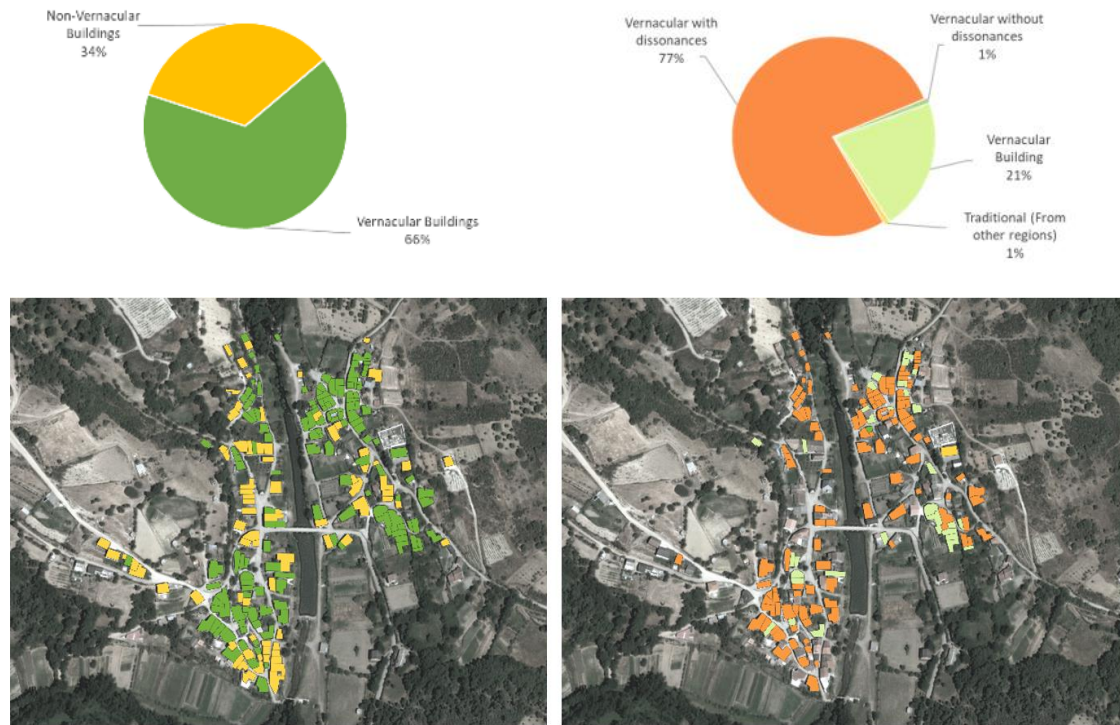 Non-Vernacular
Buildings
34%
Vernacular Buildings
66%
Vernacular with
dissonances
77%
Vernacular without
dissonances
1%
Vernacular
Building
21%
Traditional (From
other regions)
1%